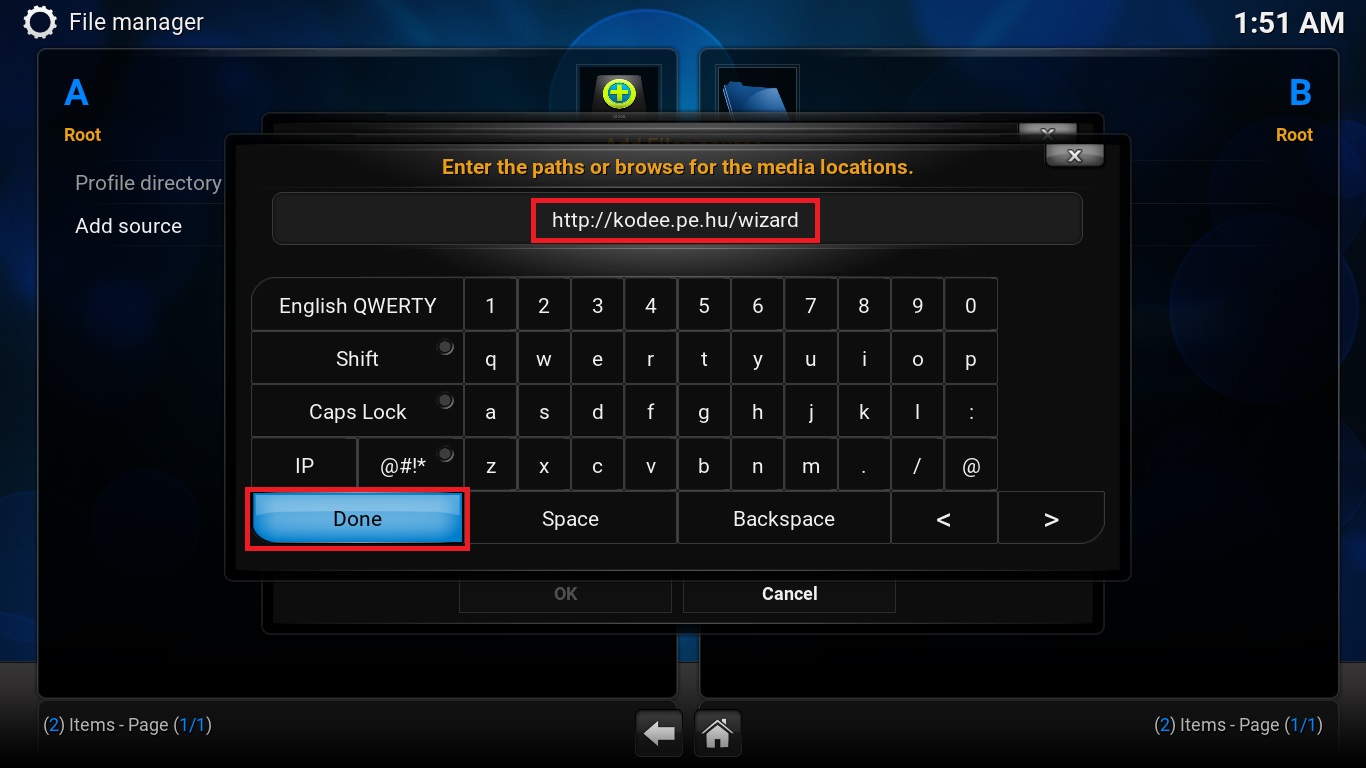 File manager
1:51 AM
A
B
Root
Root
Enter the paths or browse for the media locations.
x
Profile directory
Add source
http://kodee.pe.hu/wizard
English QWERTY 1 2 3 4 5 6 7 8 9 0
Shift q w e r t y u i o p
Caps Lock a s d f g h j k l :
IP @#!* z x c v b n m . / @
Done Space Backspace < >
OK Cancel
(2) Items - Page (1/1)
(2) Items - Page (1/1)